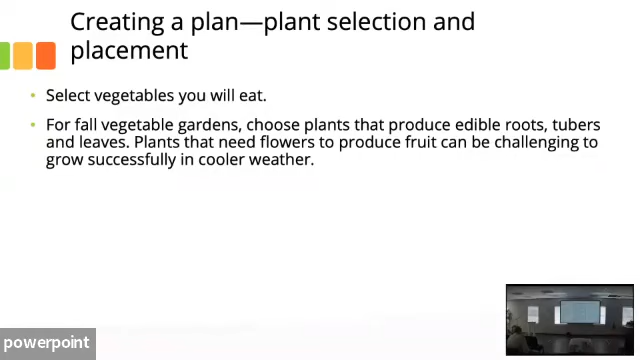 Creating a plan—plant selection and
placement
• Select vegetables you will eat.
• For fall vegetable gardens, choose plants that produce edible roots, tubers
and leaves. Plants that need flowers to produce fruit can be challenging to
grow successfully in cooler weather.
powerpoint